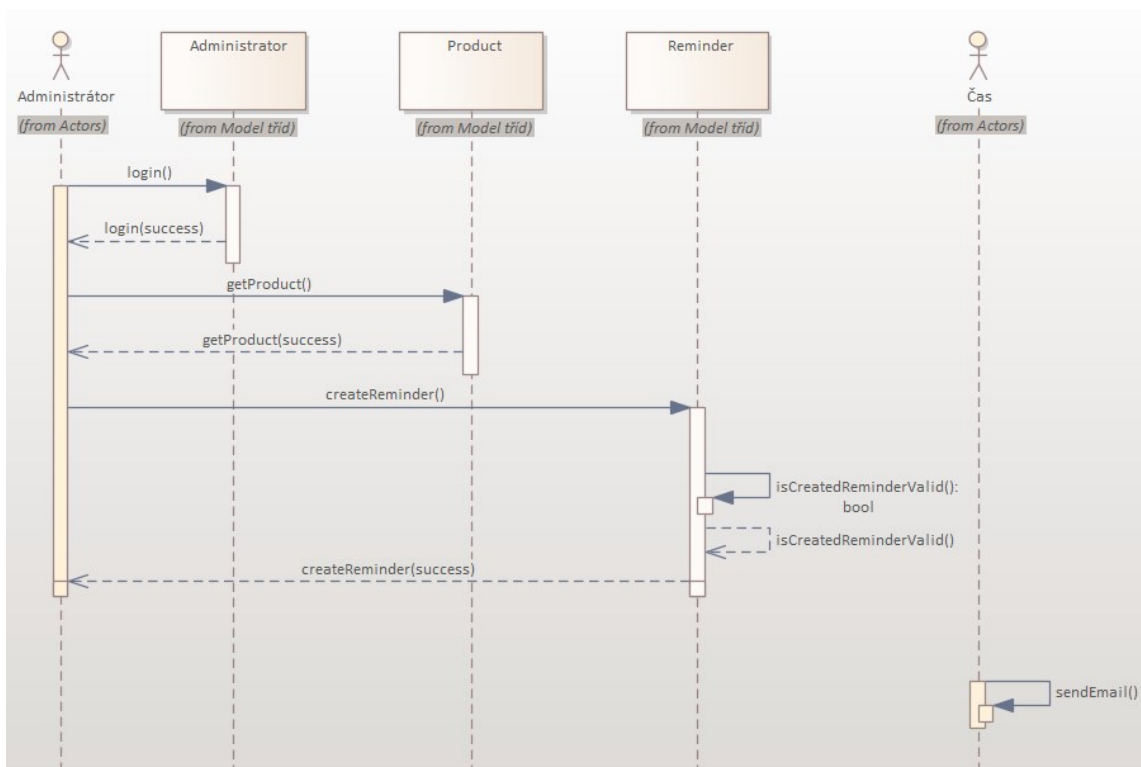 Administrátor
(from Actors)
Administrator
(from Model tříd)
Product
(from Model tříd)
Reminder
(from Model tříd)
Čas
(from Actors)
login()
login(success)
getProduct()
getProduct(success)
createReminder()
isCreatedReminderValid():
bool
isCreatedReminderValid()
createReminder(success)
sendEmail()